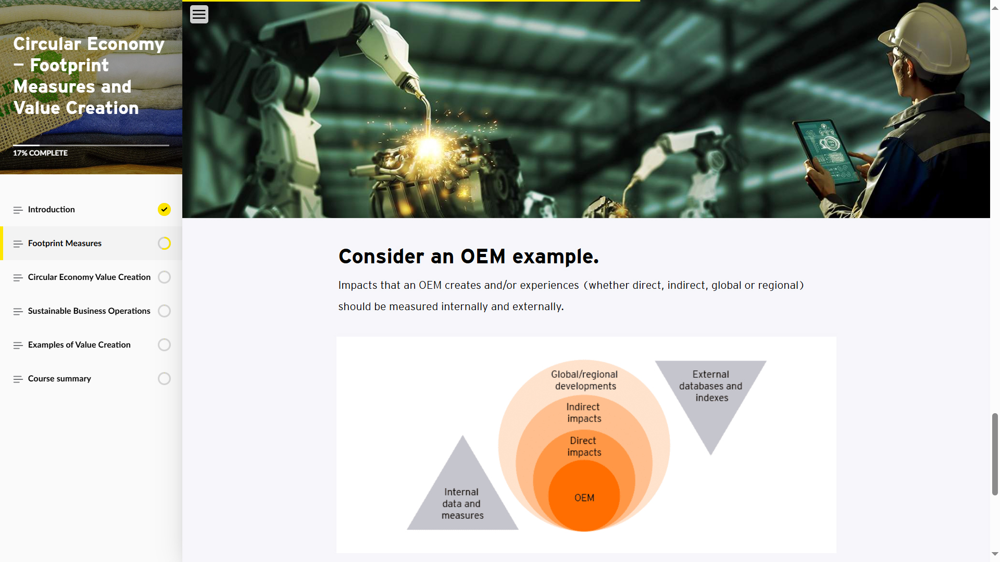 Circular Economy
– Footprint
Measures and
Value Creation
17% COMPLETE
Introduction
Footprint Measures
Circular Economy Value Creation
Sustainable Business Operations
Examples of Value Creation
Course summary
Consider an OEM example.
Impacts that an OEM creates and/or experiences (whether direct, indirect, global or regional)
should be measured internally and externally.
Global/regional
developments
Indirect
impacts
Direct
impacts
OEM
External
databases and
indexes
Internal
data and
measures